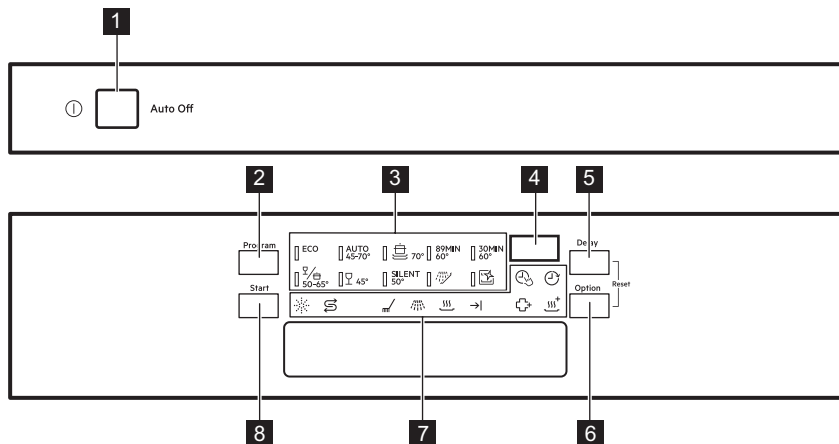 1
Auto Off
2
3
4
5
Program
ECO
AUTO
45-70°
70°
89MIN
60°
30MIN
60°
Delay
50-65°
45°
SILENT
50°
Start
Option
Reset
8
7
6